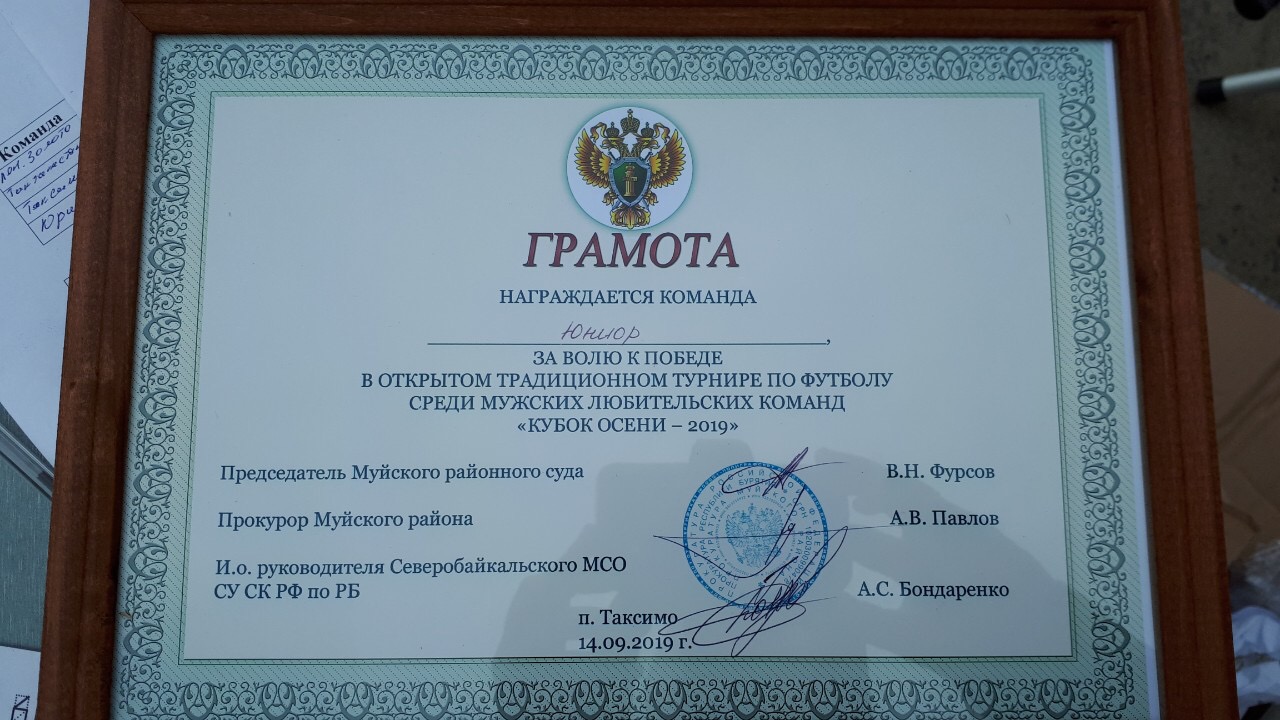 Команда
Юри
ГРАМОТА
НАГРАЖДАЕТСЯ КОМАНДА
Юниор,
ЗА ВОЛЮ К ПОБЕДЕ
В ОТКРЫТОМ ТРАДИЦИОННОМ ТУРНИРЕ ПО ФУТБОЛУ
СРЕДИ МУЖСКИХ ЛЮБИТЕЛЬСКИХ КОМАНД
«КУБОК ОСЕНИ – 2019»
Председатель Муйского районного суда В.Н. Фурсов
Прокурор Муйского района А.В. Павлов
И.о. руководителя Северобайкальского МСО
СУ СК РФ по РБ А.С. Бондаренко
п. Таксимо
14.09.2019 г.